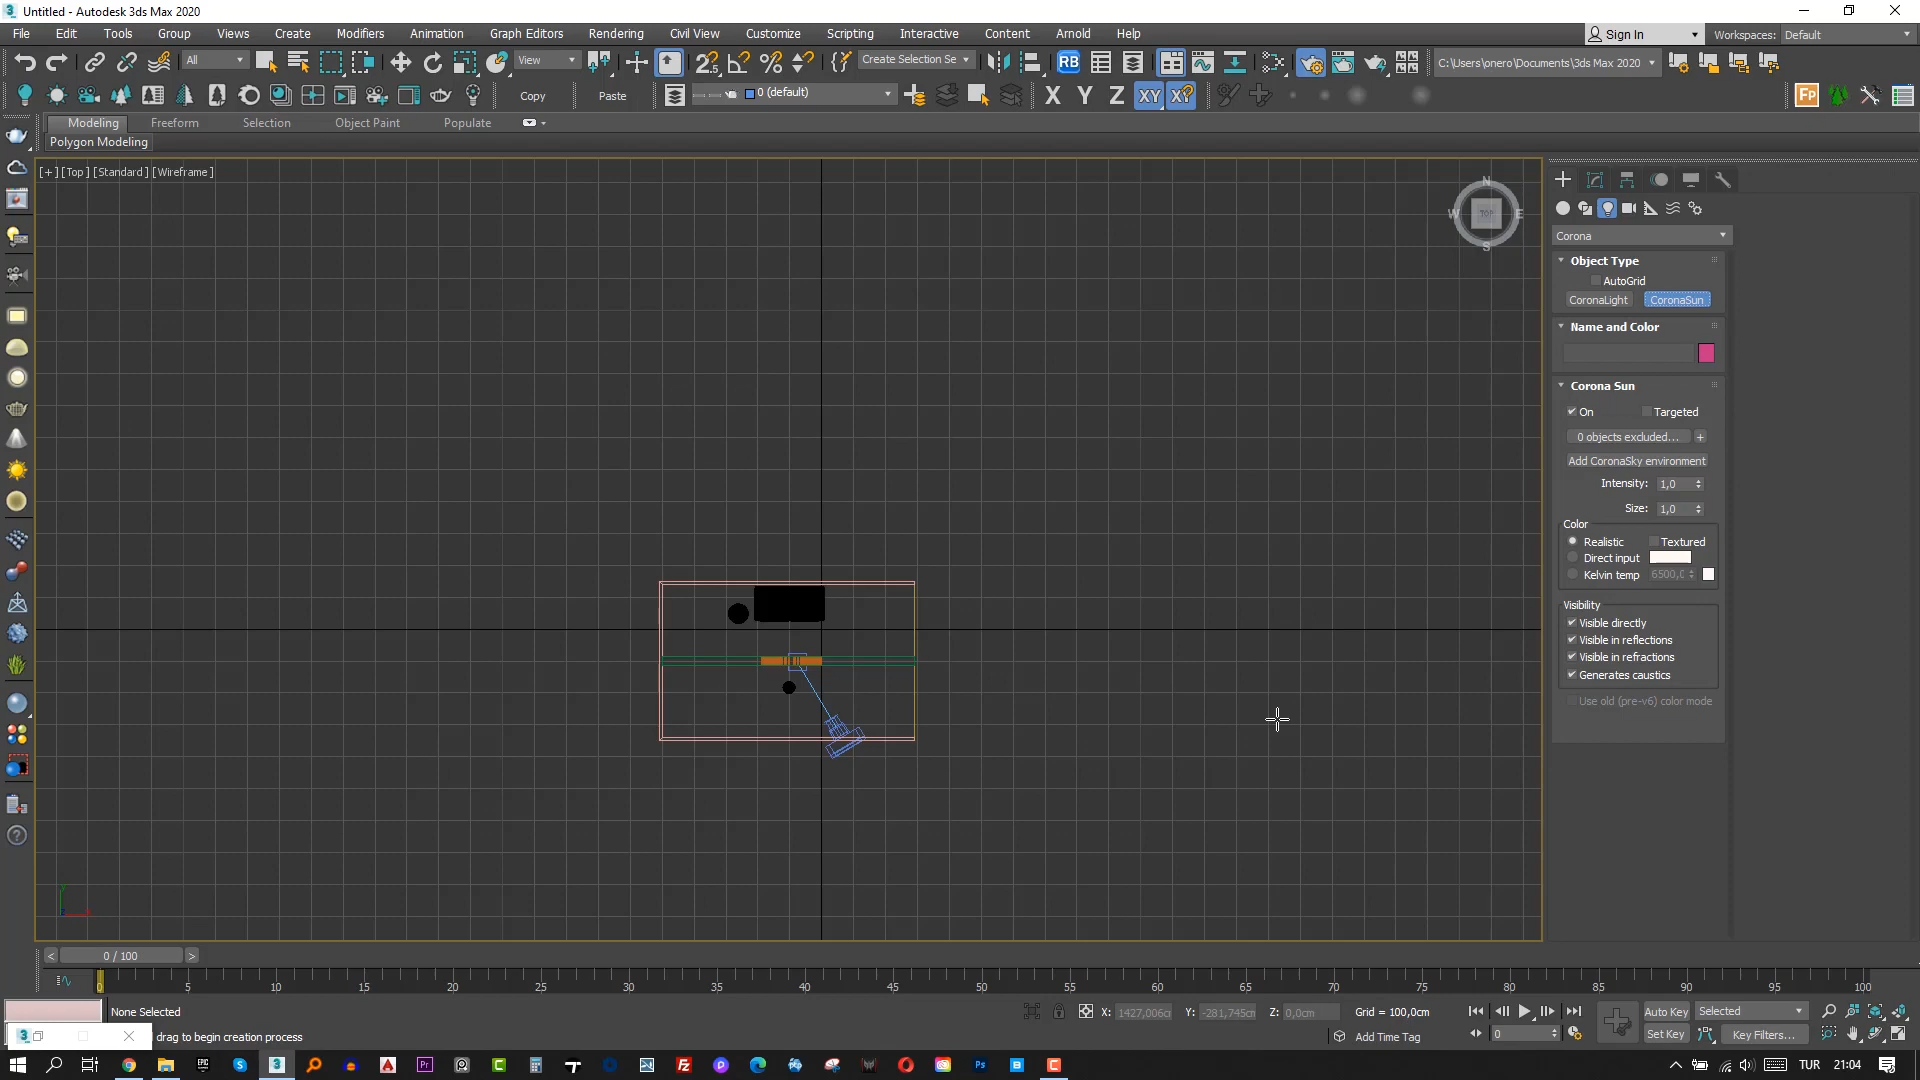 Untitled - Autodesk 3ds Max 2020
File Edit Tools Group Views Create Modifiers Animation Graph Editors Rendering Civil View Customize Scripting Interactive Content Arnold Help Sign In Workspaces: Default
All View Create Selection Se RB C:\Users\onero\Documents\3ds Max 2020
Copy Paste 0 (default) X Y Z XY XY Fp
Modeling Freeform Selection Object Paint Populate
Polygon Modeling
[+] [Top] [Standard] [Wireframe]
N
W TOP E
S
Corona
Object Type
AutoGrid
CoronaLight CoronaSun
Name and Color
Corona Sun
On Targeted
0 objects excluded... +
Add CoronaSky environment
Intensity: 1,0
Size: 1,0
Color
Realistic Textured
Direct input
Kelvin temp 6500,0
Visibility
Visible directly
Visible in reflections
Visible in refractions
Generates caustics
Use old (pre-v6) color mode
< 0 / 100 >
0 5 10 15 20 25 30 35 40 45 50 55 60 65 70 75 80 85 90 95 100
None Selected X: 1427,006c Y: -281,745cm Z: 0,0cm Grid = 100,0cm Auto Key Selected
drag to begin creation process Add Time Tag 0 Set Key Key Filters...
TUR 21:04